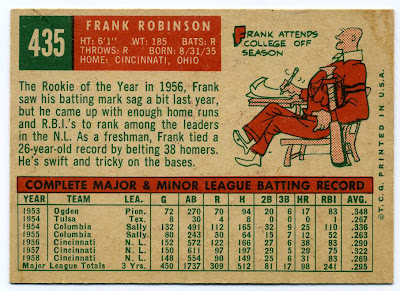 435
FRANK ROBINSON
HT: 6'1" WT: 185 BATS: R
THROWS: R BORN: 8/31/35
HOME: CINCINNATI, OHIO
The Rookie of the Year in 1956, Frank
saw his batting mark sag a bit last year,
but he came up with enough home runs
and R.B.I.'s to rank among the leaders
in the N.L. As a freshman, Frank tied a
26-year-old record by belting 38 homers.
He's swift and tricky on the bases.
FRANK ATTENDS
COLLEGE OFF
SEASON
©T.C.G. PRINTED IN U.S.A.
COMPLETE MAJOR & MINOR LEAGUE BATTING RECORD
YEAR TEAM LEA. G AB R H 2B 3B HR RBI AVG.
1953 Ogden Pion. 72 270 70 94 20 6 17 83 .348
1954 Tulsa Tex. 8 30 4 8 0 0 0 1 .267
1954 Columbia Sally 132 491 112 165 32 9 25 110 .336
1955 Columbia Sally 80 243 50 64 15 7 12 52 .263
1956 Cincinnati N. L. 152 572 122 166 27 6 38 83 .290
1957 Cincinnati N. L. 150 611 97 197 29 5 29 75 .322
1958 Cincinnati N. L. 148 554 90 149 25 6 31 83 .269
Major League Totals 3 Yrs. 450 1737 309 512 81 17 98 241 .295